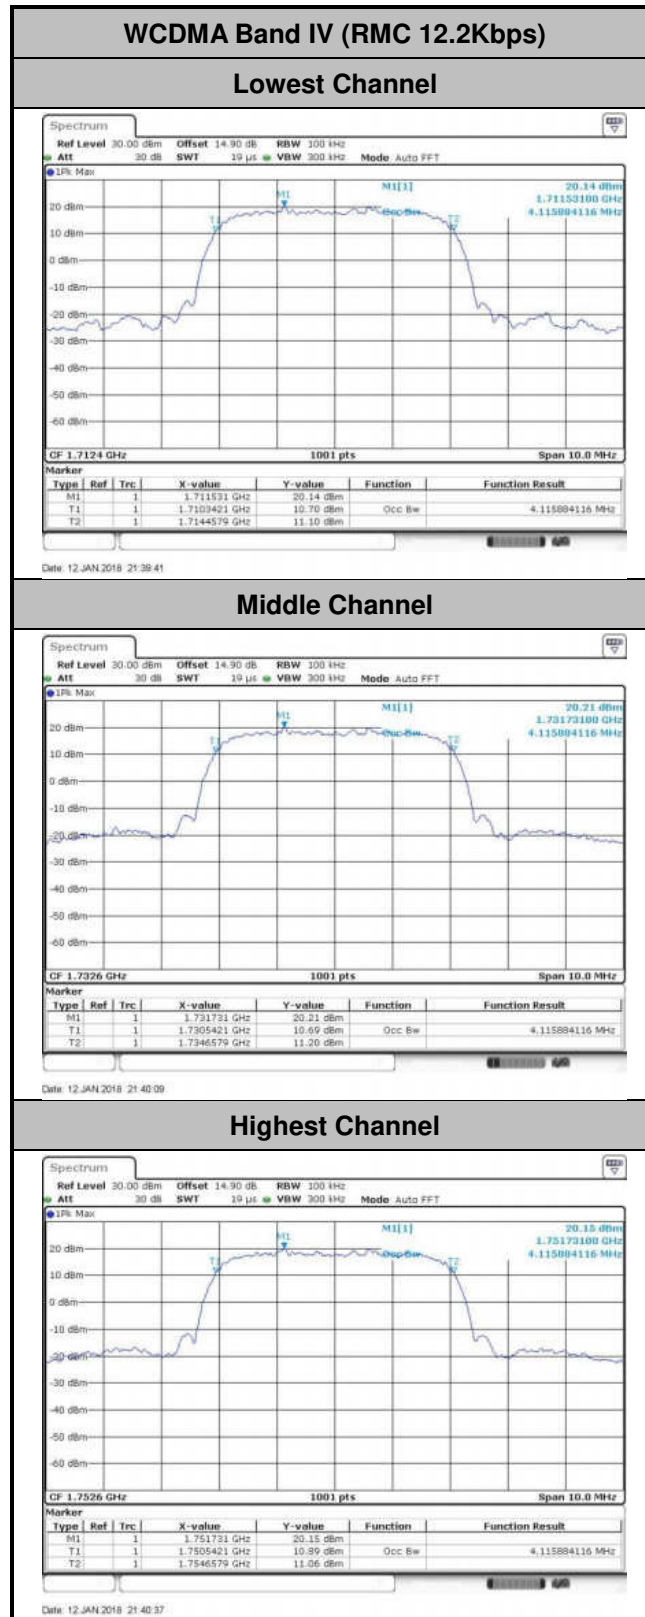 WCDMA Band IV (RMC 12.2Kbps)
Lowest Channel
Spectrum
Ref Level 30.00 dBm Offset 14.90 dB RBW 100 kHz
Att 30 dB SWT 19 µs VBW 300 kHz Mode Auto FFT
1Pk Max
M1[1] 20.14 dBm
1.71153100 GHz
Occ Bw 4.115884116 MHz
M1
T1
T2
20 dBm
10 dBm
0 dBm
-10 dBm
-20 dBm
-30 dBm
-40 dBm
-50 dBm
-60 dBm
CF 1.7124 GHz 1001 pts Span 10.0 MHz
Marker
Type Ref Trc X-value Y-value Function Function Result
M1 1 1.711531 GHz 20.14 dBm
T1 1 1.7103421 GHz 10.70 dBm Occ Bw 4.115884116 MHz
T2 1 1.7144579 GHz 11.10 dBm
Date: 12.JAN.2018 21:39:41
Middle Channel
Spectrum
Ref Level 30.00 dBm Offset 14.90 dB RBW 100 kHz
Att 30 dB SWT 19 µs VBW 300 kHz Mode Auto FFT
1Pk Max
M1[1] 20.21 dBm
1.73173100 GHz
Occ Bw 4.115884116 MHz
M1
T1
T2
20 dBm
10 dBm
0 dBm
-10 dBm
-20 dBm
-30 dBm
-40 dBm
-50 dBm
-60 dBm
CF 1.7326 GHz 1001 pts Span 10.0 MHz
Marker
Type Ref Trc X-value Y-value Function Function Result
M1 1 1.731731 GHz 20.21 dBm
T1 1 1.7305421 GHz 10.69 dBm Occ Bw 4.115884116 MHz
T2 1 1.7346579 GHz 11.20 dBm
Date: 12.JAN.2018 21:40:09
Highest Channel
Spectrum
Ref Level 30.00 dBm Offset 14.90 dB RBW 100 kHz
Att 30 dB SWT 19 µs VBW 300 kHz Mode Auto FFT
1Pk Max
M1[1] 20.15 dBm
1.75173100 GHz
Occ Bw 4.115884116 MHz
M1
T1
T2
20 dBm
10 dBm
0 dBm
-10 dBm
-20 dBm
-30 dBm
-40 dBm
-50 dBm
-60 dBm
CF 1.7526 GHz 1001 pts Span 10.0 MHz
Marker
Type Ref Trc X-value Y-value Function Function Result
M1 1 1.751731 GHz 20.15 dBm
T1 1 1.7505421 GHz 10.89 dBm Occ Bw 4.115884116 MHz
T2 1 1.7546579 GHz 11.06 dBm
Date: 12.JAN.2018 21:40:37